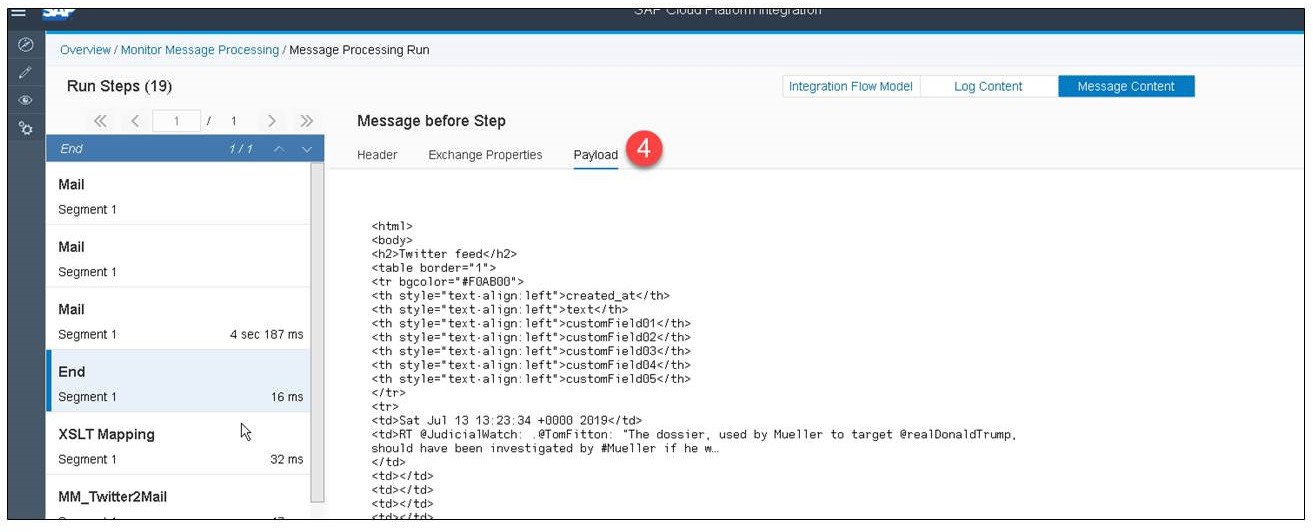 SAP
SAP Cloud Platform Integration
Overview / Monitor Message Processing / Message Processing Run
Run Steps (19)
Integration Flow Model
Log Content
Message Content
1 / 1
End 1 / 1
Mail
Segment 1
Mail
Segment 1
Mail
Segment 1 4 sec 187 ms
End
Segment 1 16 ms
XSLT Mapping
Segment 1 32 ms
MM_Twitter2Mail
Message before Step
Header Exchange Properties Payload 4
<html>
<body>
<h2>Twitter feed</h2>
<table border="1">
<tr bgcolor="#F0AB00">
<th style="text-align:left">created_at</th>
<th style="text-align:left">text</th>
<th style="text-align:left">customField01</th>
<th style="text-align:left">customField02</th>
<th style="text-align:left">customField03</th>
<th style="text-align:left">customField04</th>
<th style="text-align:left">customField05</th>
</tr>
<tr>
<td>Sat Jul 13 13:23:34 +0000 2019</td>
<td>RT @JudicialWatch: .@TomFitton: "The dossier, used by Mueller to target @realDonaldTrump,
should have been investigated by #Mueller if he w…
</td>
<td></td>
<td></td>
<td></td>
<td></td>